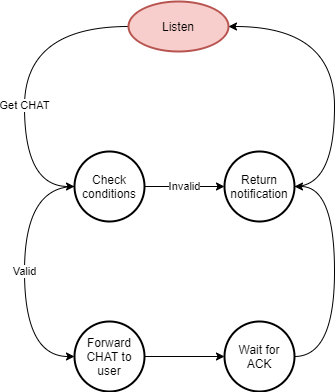 Listen
Get CHAT
Check
conditions
Invalid
Return
notification
Valid
Forward
CHAT to
user
Wait for
ACK